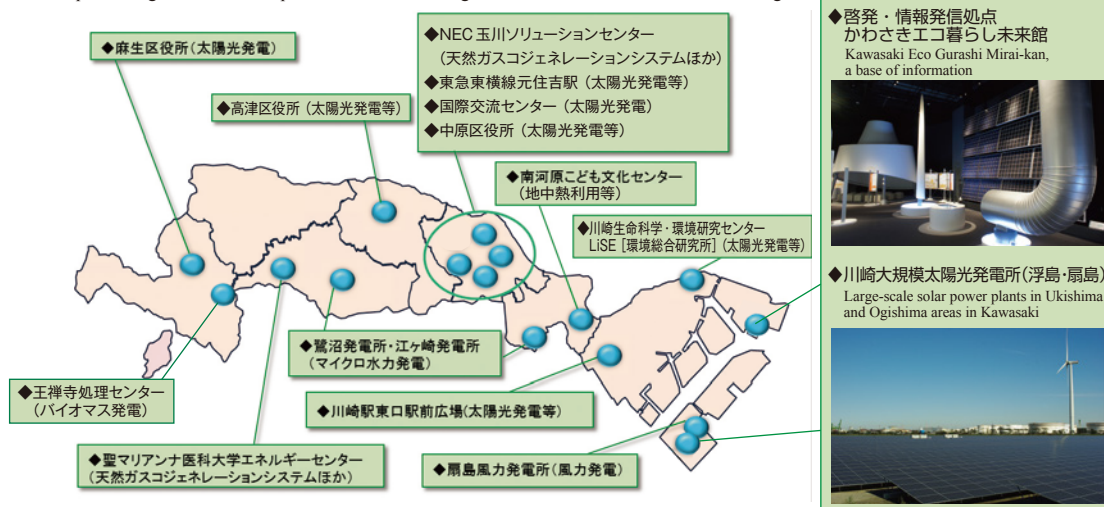 ◆麻生区役所(太陽光発電)
◆高津区役所（太陽光発電等）
◆NEC 玉川ソリューションセンター
(天然ガスコジェネレーションシステムほか)
◆東急東横線元住吉駅（太陽光発電等）
◆国際交流センター（太陽光発電）
◆中原区役所（太陽光発電等）
◆南河原こども文化センター
（地中熱利用等）
◆川崎生命科学・環境研究センター
LiSE［環境総合研究所］（太陽光発電等）
◆鷺沼発電所・江ヶ崎発電所
（マイクロ水力発電）
◆王禅寺処理センター
（バイオマス発電）
◆川崎駅東口駅前広場(太陽光発電等)
◆聖マリアンナ医科大学エネルギーセンター
（天然ガスコジェネレーションシステムほか）
◆扇島風力発電所（風力発電）
◆啓発・情報発信処点
かわさきエコ暮らし未来館
Kawasaki Eco Gurashi Mirai-kan,
a base of information
◆川崎大規模太陽光発電所（浮島・扇島）
Large-scale solar power plants in Ukishima
and Ogishima areas in Kawasaki